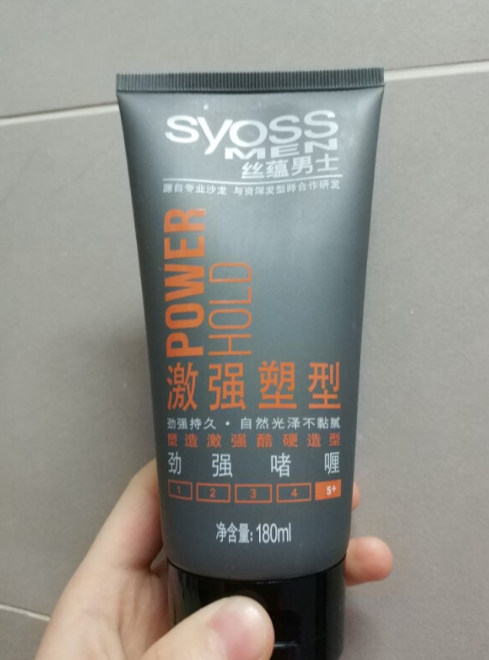 syoss
MEN
丝蕴男士
源自专业沙龙 与资深发型师合作研发
POWER
HOLD
激强塑型
劲强持久·自然光泽不黏腻
塑造激强酷硬造型
劲强啫喱
1 2 3 4 5+
净含量:180ml